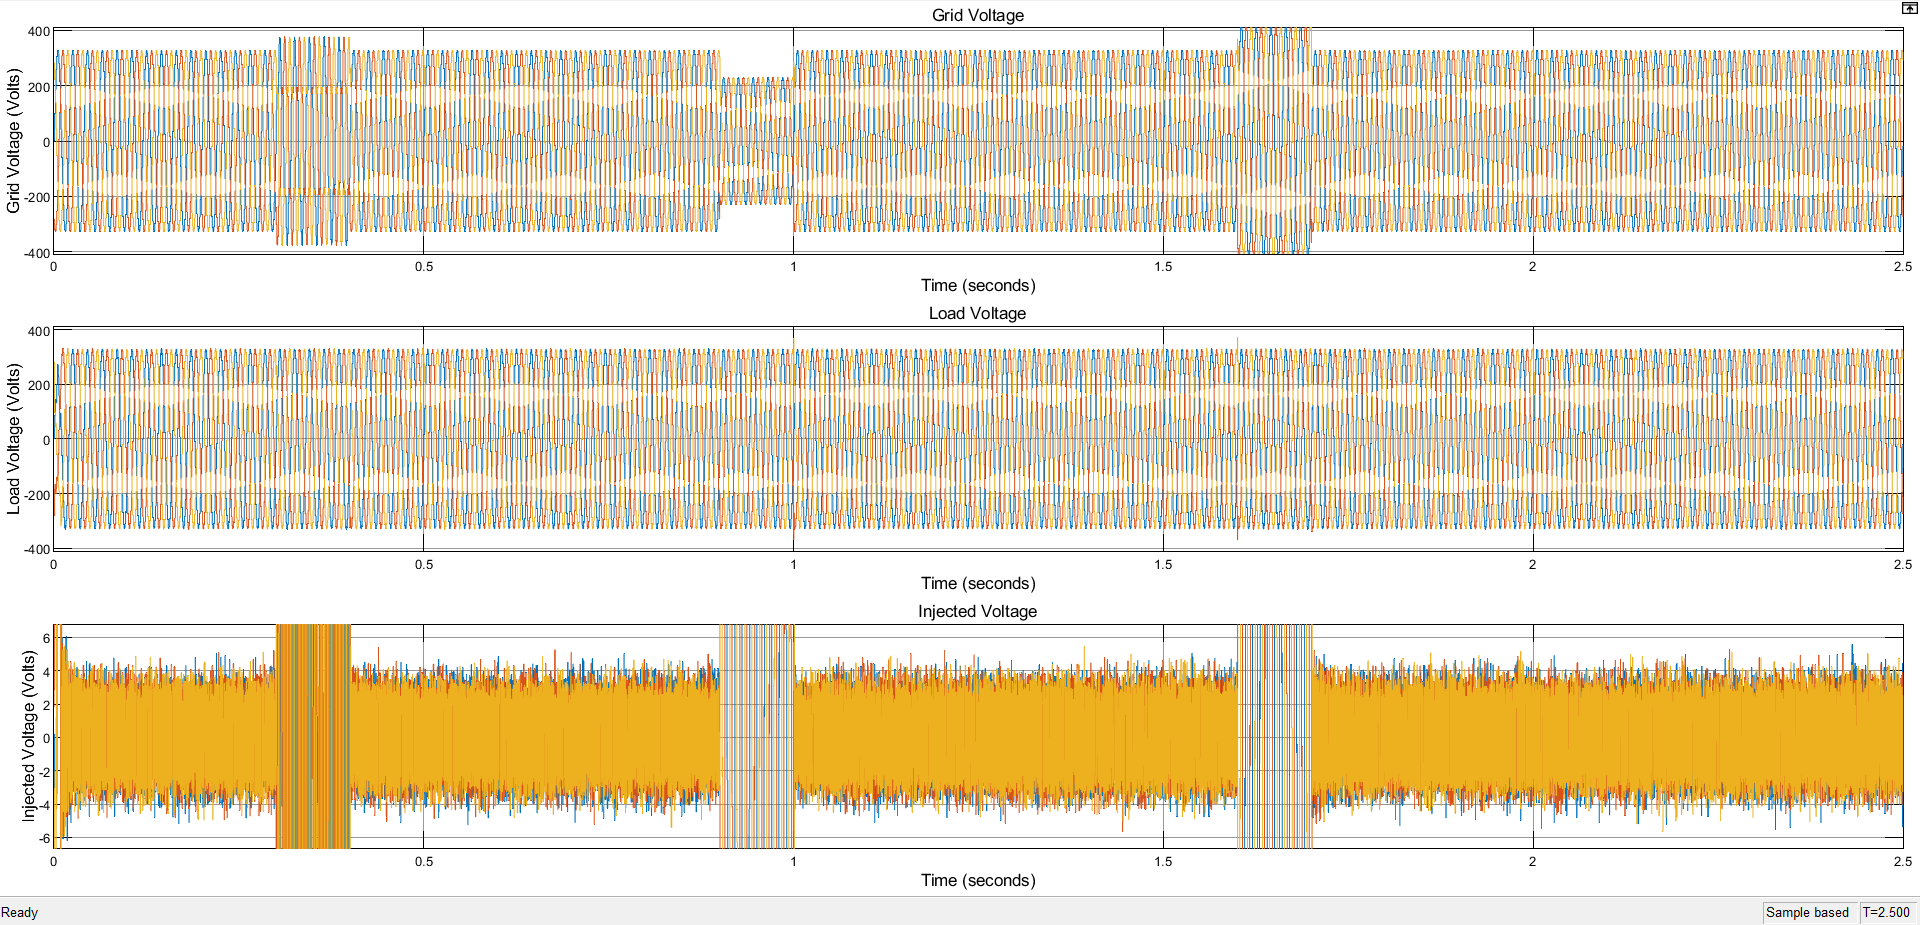 Grid Voltage
Grid Voltage (Volts)
400
200
0
-200
-400
0
0.5
1
1.5
2
2.5
Time (seconds)
Load Voltage
Load Voltage (Volts)
400
200
0
-200
-400
0
0.5
1
1.5
2
2.5
Time (seconds)
Injected Voltage
Injected Voltage (Volts)
6
4
2
0
-2
-4
-6
0
0.5
1
1.5
2
2.5
Time (seconds)
Ready
Sample based
T=2.500